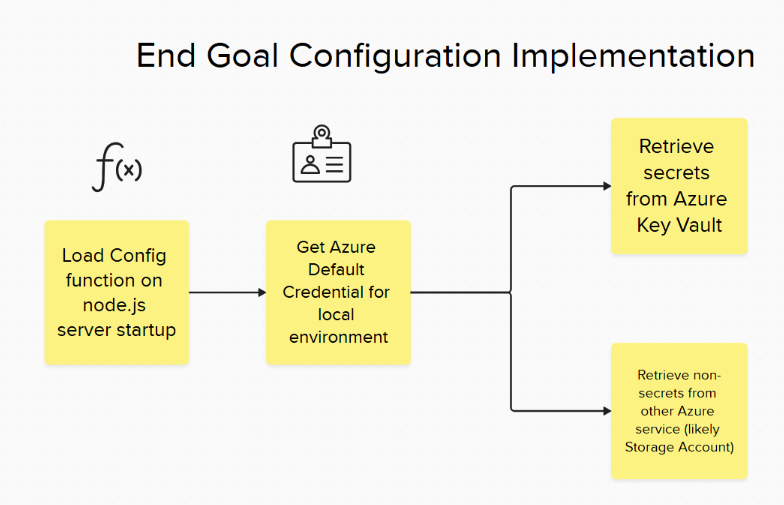 End Goal Configuration Implementation
f(x)
Load Config
function on
node.js
server startup
Get Azure
Default
Credential for
local
environment
Retrieve
secrets
from Azure
Key Vault
Retrieve non-
secrets from
other Azure
service (likely
Storage Account)